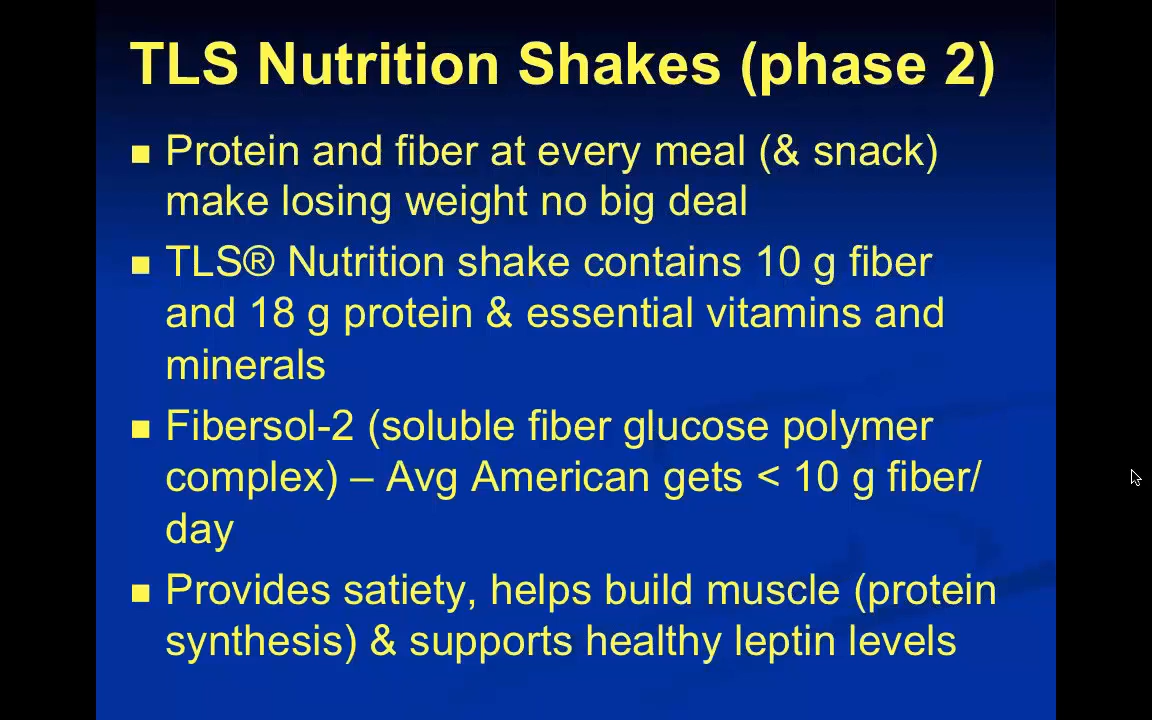 TLS Nutrition Shakes (phase 2)
■ Protein and fiber at every meal (& snack)
make losing weight no big deal
■ TLS® Nutrition shake contains 10 g fiber
and 18 g protein & essential vitamins and
minerals
■ Fibersol-2 (soluble fiber glucose polymer
complex) – Avg American gets < 10 g fiber/
day
■ Provides satiety, helps build muscle (protein
synthesis) & supports healthy leptin levels